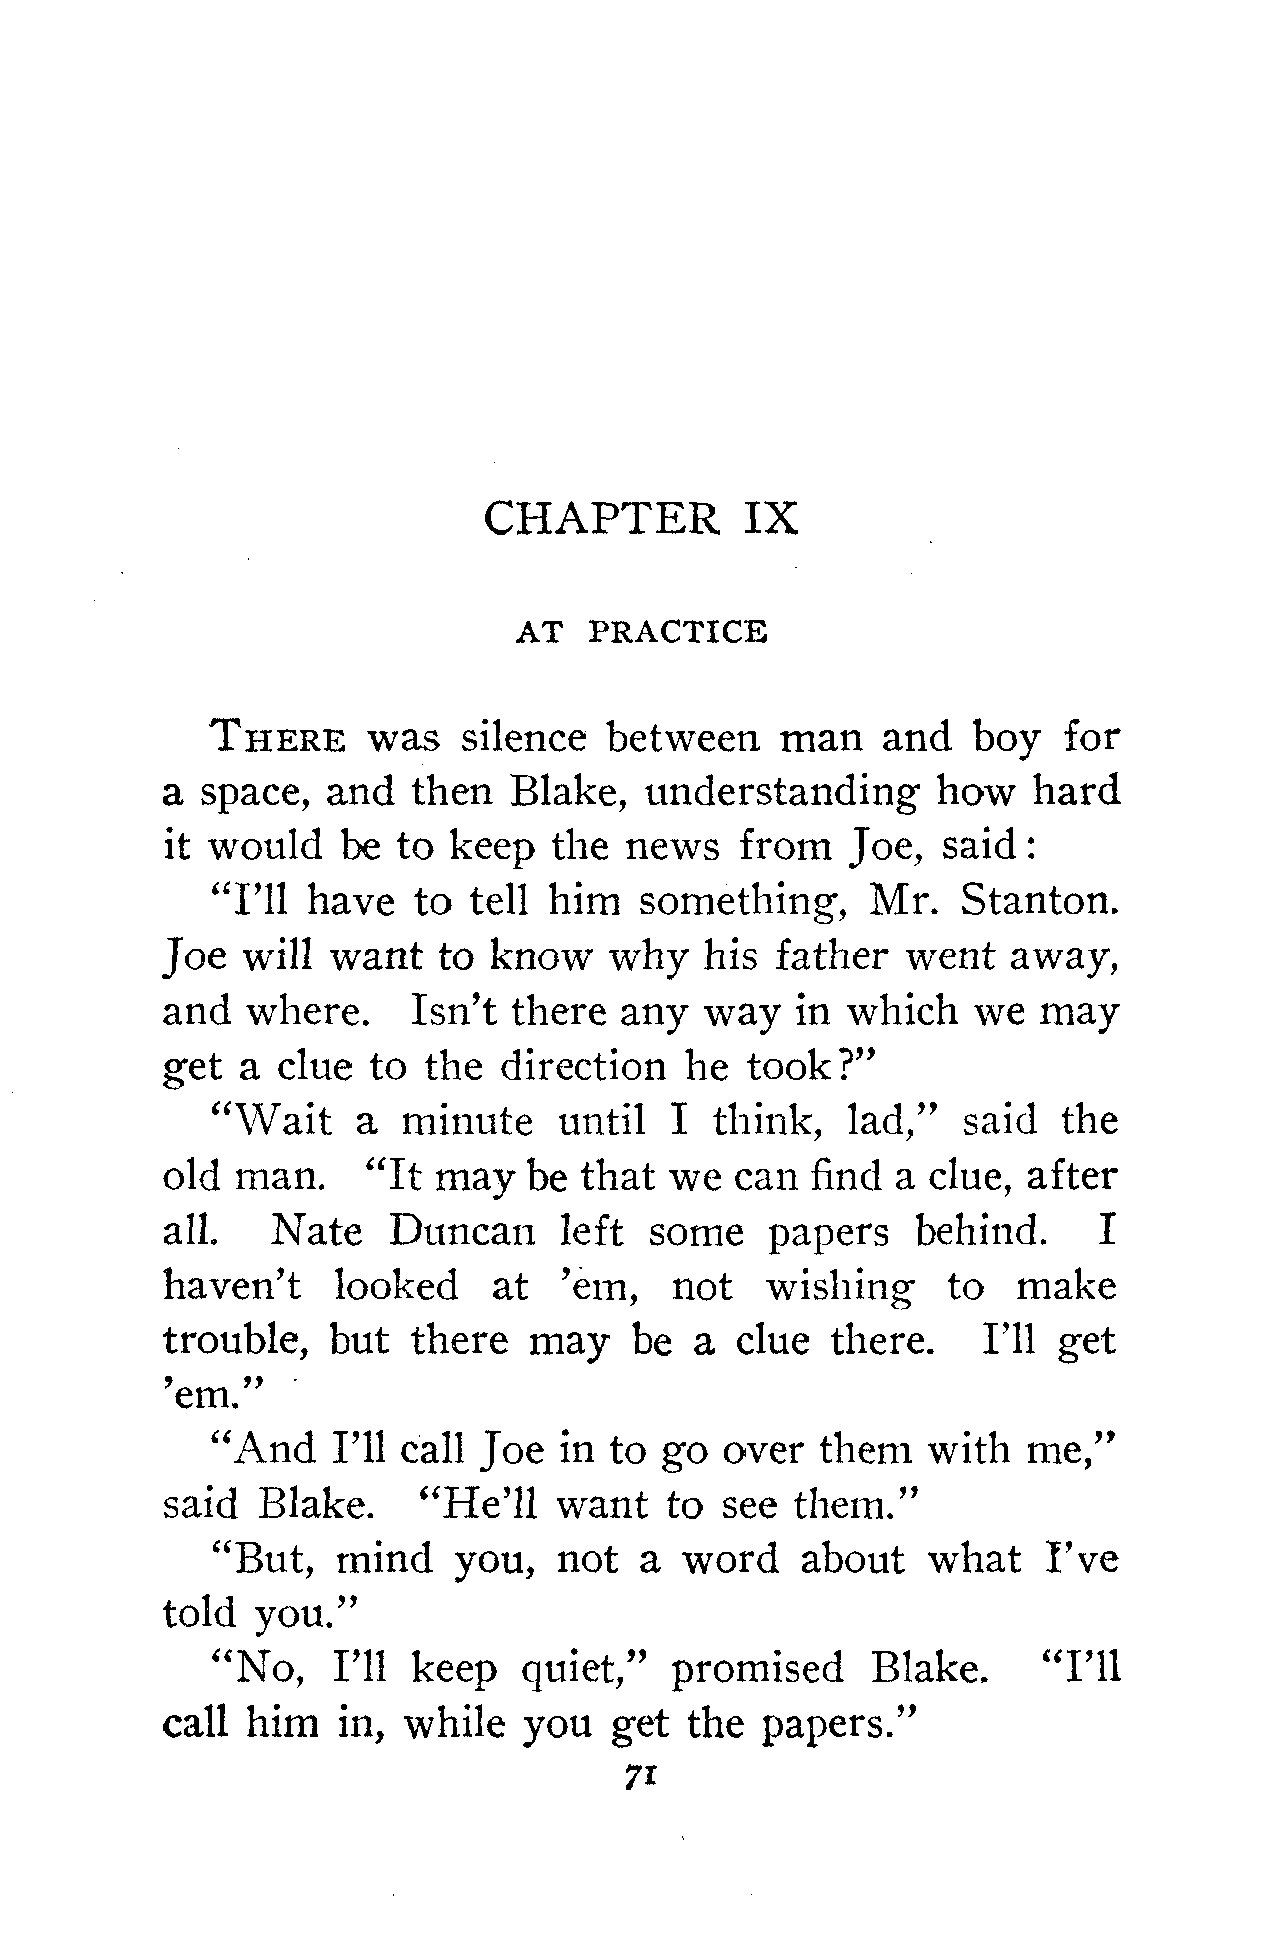 CHAPTER IX
AT PRACTICE
THERE was silence between man and boy for
a space, and then Blake, understanding how hard
it would be to keep the news from Joe, said:
“I’ll have to tell him something, Mr. Stanton.
Joe will want to know why his father went away,
and where. Isn’t there any way in which we may
get a clue to the direction he took?”
“Wait a minute until I think, lad,” said the
old man. “It may be that we can find a clue, after
all. Nate Duncan left some papers behind. I
haven’t looked at ’em, not wishing to make
trouble, but there may be a clue there. I’ll get
’em.”
“And I’ll call Joe in to go over them with me,”
said Blake. “He’ll want to see them.”
“But, mind you, not a word about what I’ve
told you.”
“No, I’ll keep quiet,” promised Blake. “I’ll
call him in, while you get the papers.”
71